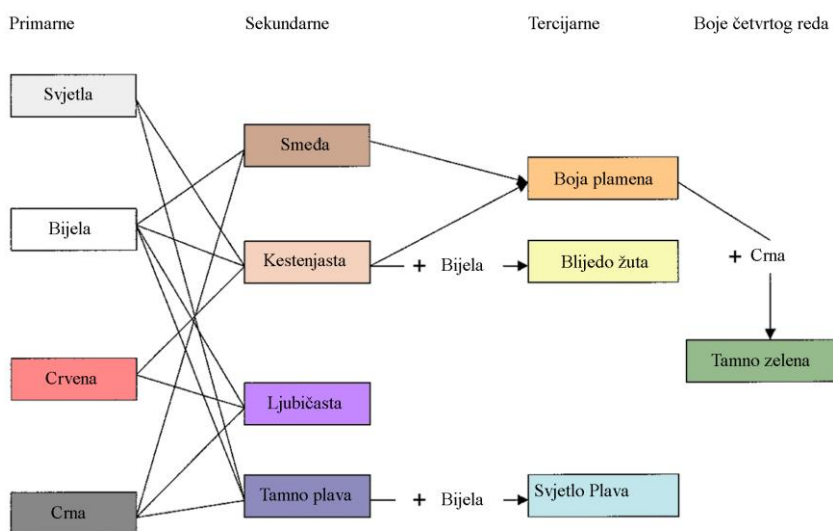 Primarne
Sekundarne
Tercijarne
Boje četvrtog reda
Svjetla
Bijela
Crvena
Crna
Smeđa
Kestenjasta
Ljubičasta
Tamno plava
+ Bijela
+ Bijela
Boja plamena
Blijedo žuta
Svjetlo Plava
+ Crna
Tamno zelena